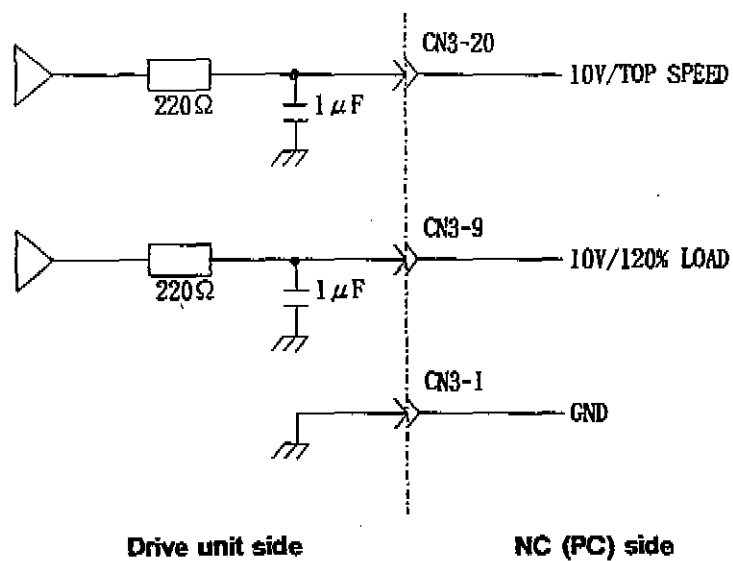 CN3-20
10V/TOP SPEED
220Ω
1μF
CN3-9
10V/120% LOAD
220Ω
1μF
CN3-1
GND
Drive unit side
NC (PC) side